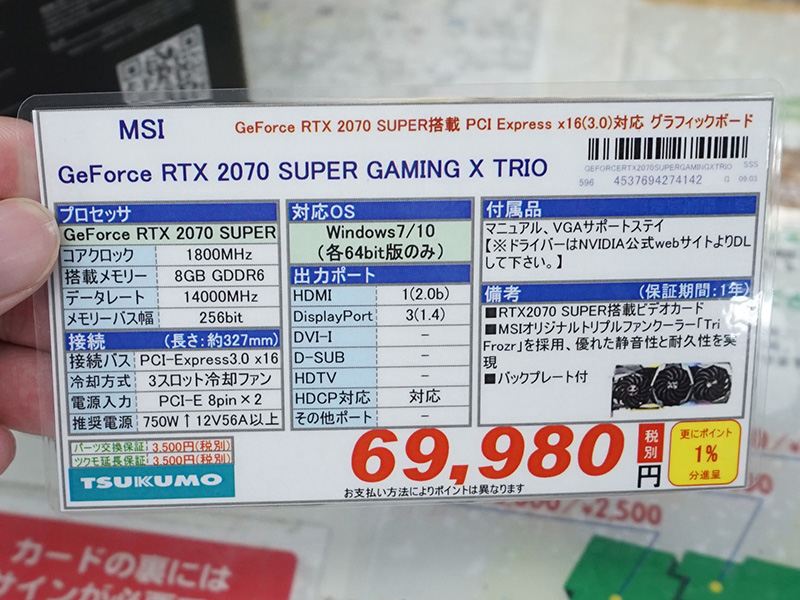 MSI
GeForce RTX 2070 SUPER搭載 PCI Express x16(3.0)対応 グラフィックボード
GeForce RTX 2070 SUPER GAMING X TRIO
GEFORCERTX2070SUPERGAMINGXTRIO SSS
596 4537694274142 G 09.03
プロセッサ
GeForce RTX 2070 SUPER
コアクロック 1800MHz
搭載メモリー 8GB GDDR6
データレート 14000MHz
メモリーバス幅 256bit
接続 (長さ:約327mm)
接続バス PCI-Express3.0 x16
冷却方式 3スロット冷却ファン
電源入力 PCI-E 8pin×2
推奨電源 750W↑12V56A以上
対応OS
Windows7/10
(各64bit版のみ)
出力ポート
HDMI 1(2.0b)
DisplayPort 3(1.4)
DVI-I -
D-SUB -
HDTV -
HDCP対応 対応
その他ポート -
付属品
マニュアル、VGAサポートステイ
【※ドライバーはNVIDIA公式webサイトよりDL
して下さい。】
備考 (保証期間:1年)
■RTX2070 SUPER搭載ビデオカード
■MSIオリジナルトリプルファンクーラー「Tri
Frozr」を採用、優れた静音性と耐久性を実
現
■バックプレート付
パーツ交換保証 3,500円(税別)
ツクモ延長保証 3,500円(税別)
TSUKUMO
69,980 税別 円
お支払い方法によりポイントは異なります
更にポイント
1%
分進呈
/¥2,500
カードの裏には
サインが必要